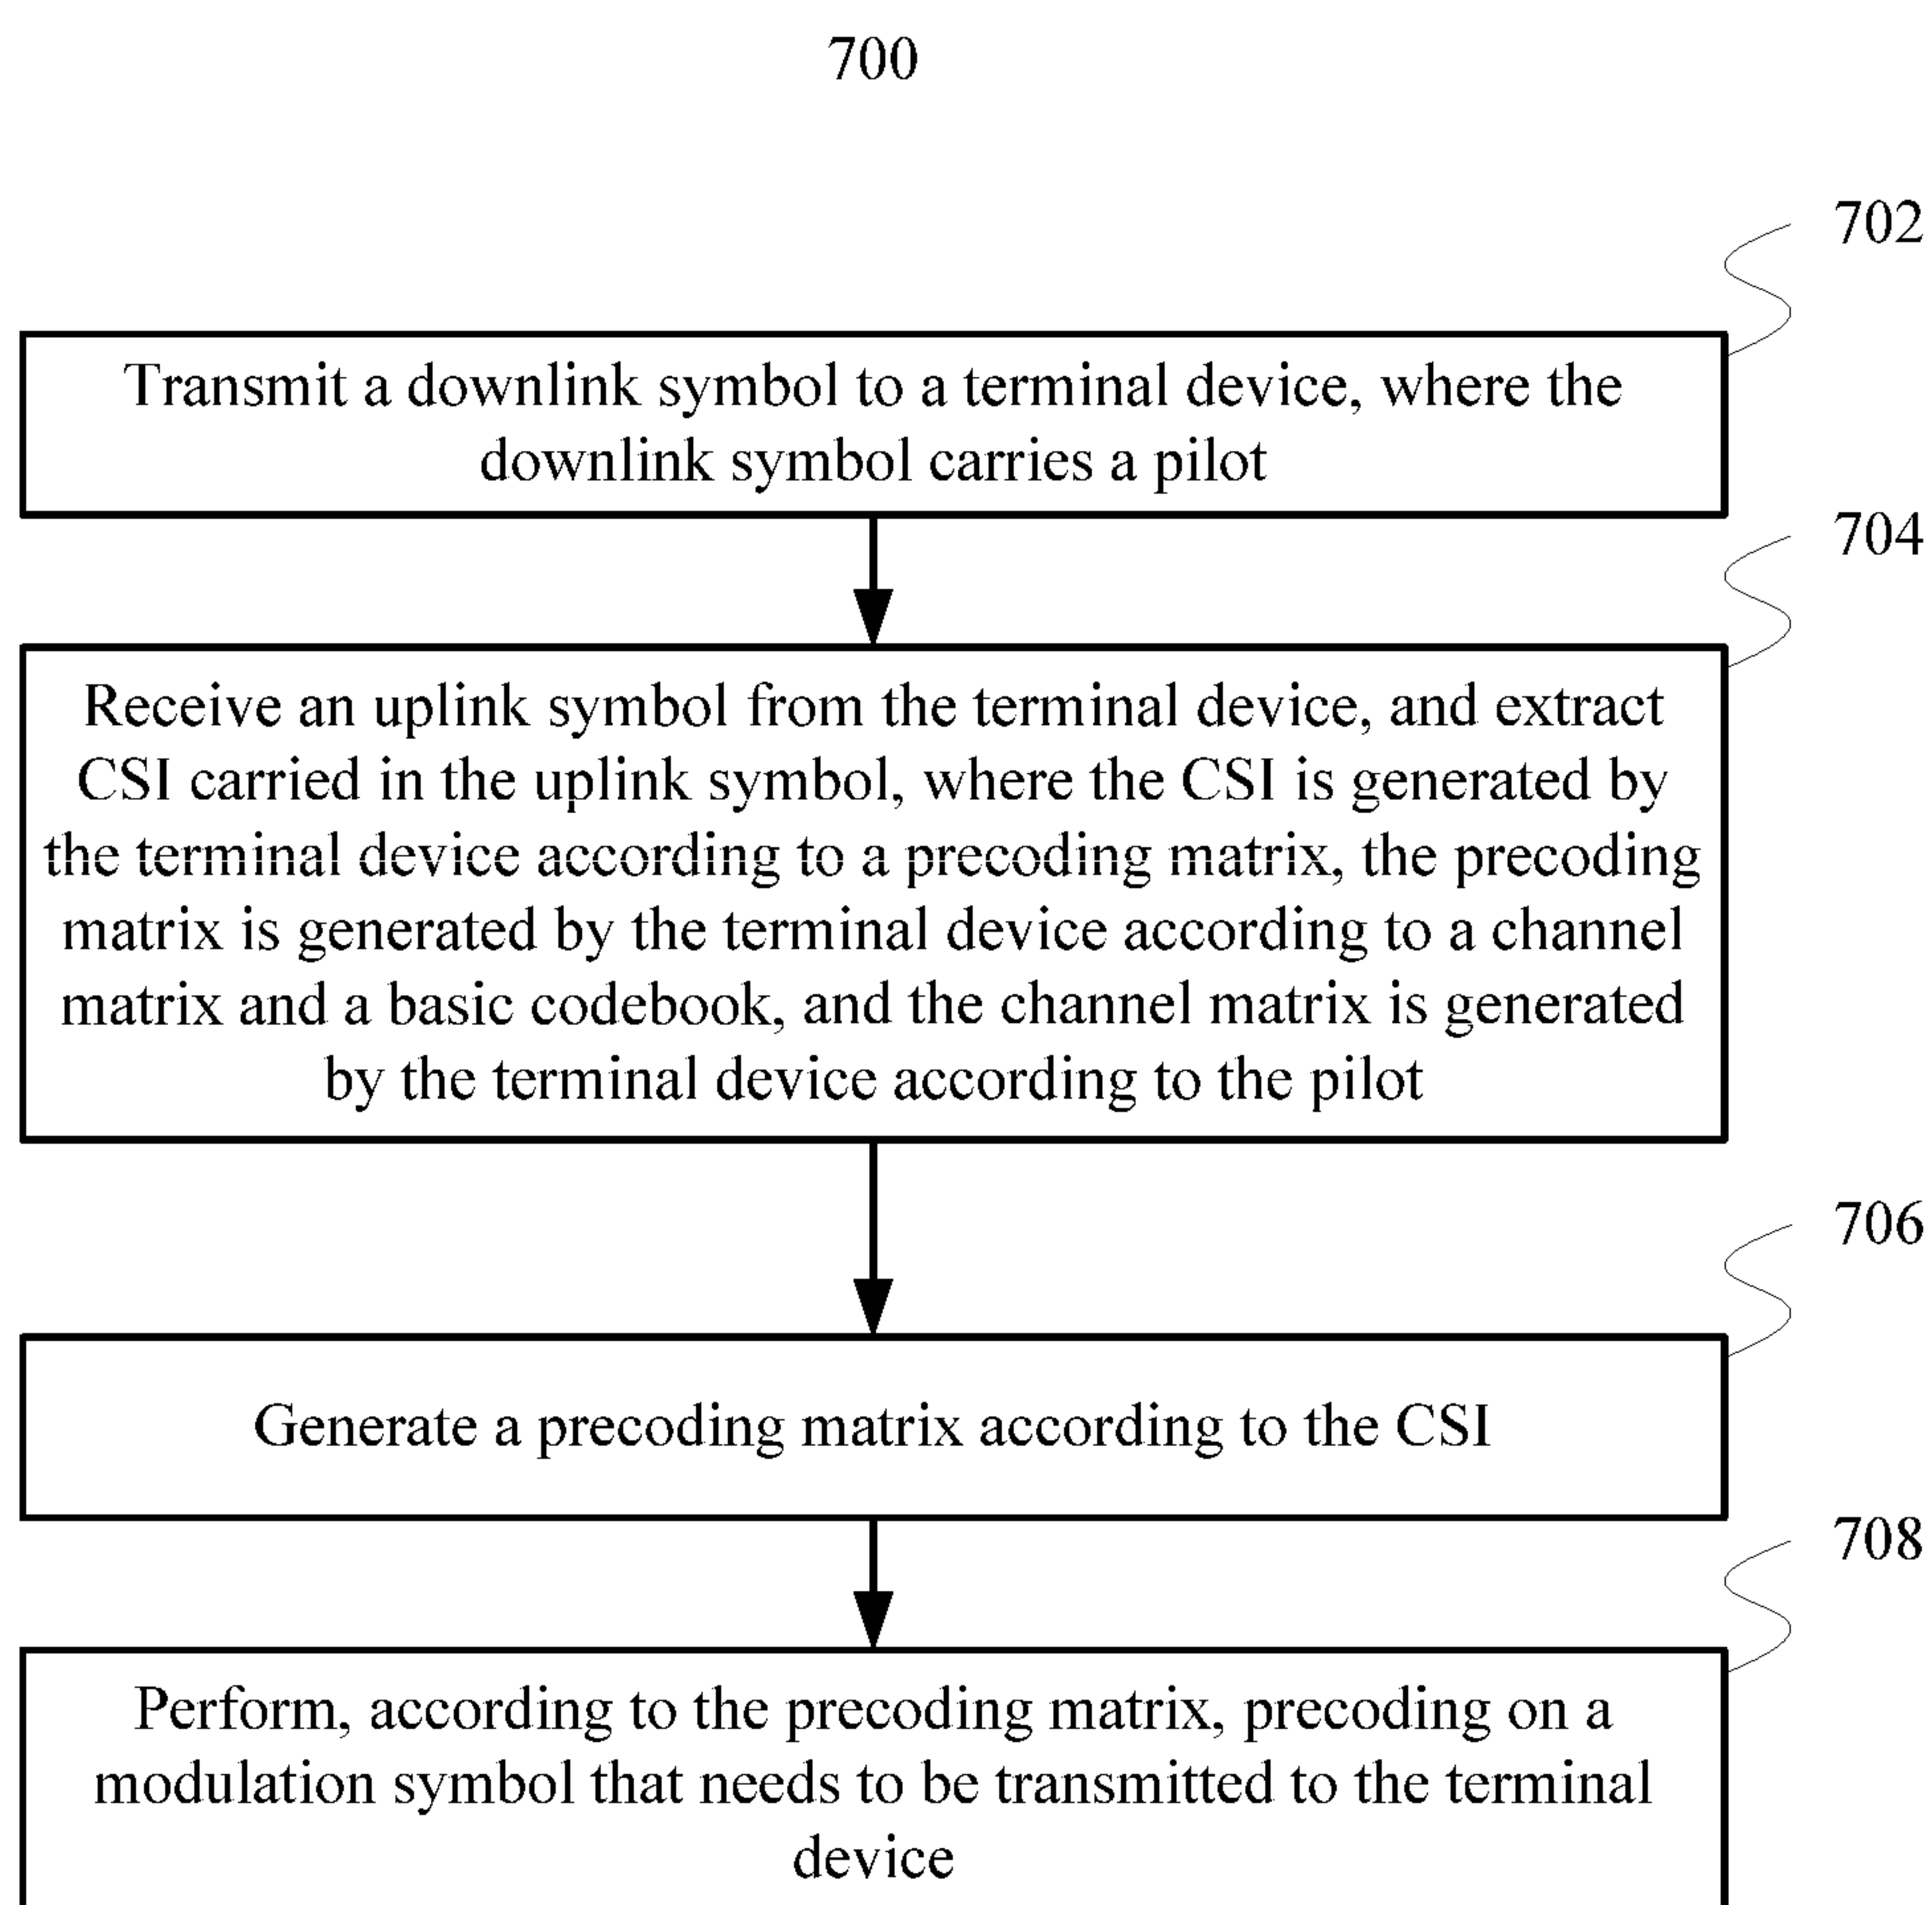 700
702
Transmit a downlink symbol to a terminal device, where the
downlink symbol carries a pilot
704
Receive an uplink symbol from the terminal device, and extract
CSI carried in the uplink symbol, where the CSI is generated by
the terminal device according to a precoding matrix, the precoding
matrix is generated by the terminal device according to a channel
matrix and a basic codebook, and the channel matrix is generated
by the terminal device according to the pilot
706
Generate a precoding matrix according to the CSI
708
Perform, according to the precoding matrix, precoding on a
modulation symbol that needs to be transmitted to the terminal
device